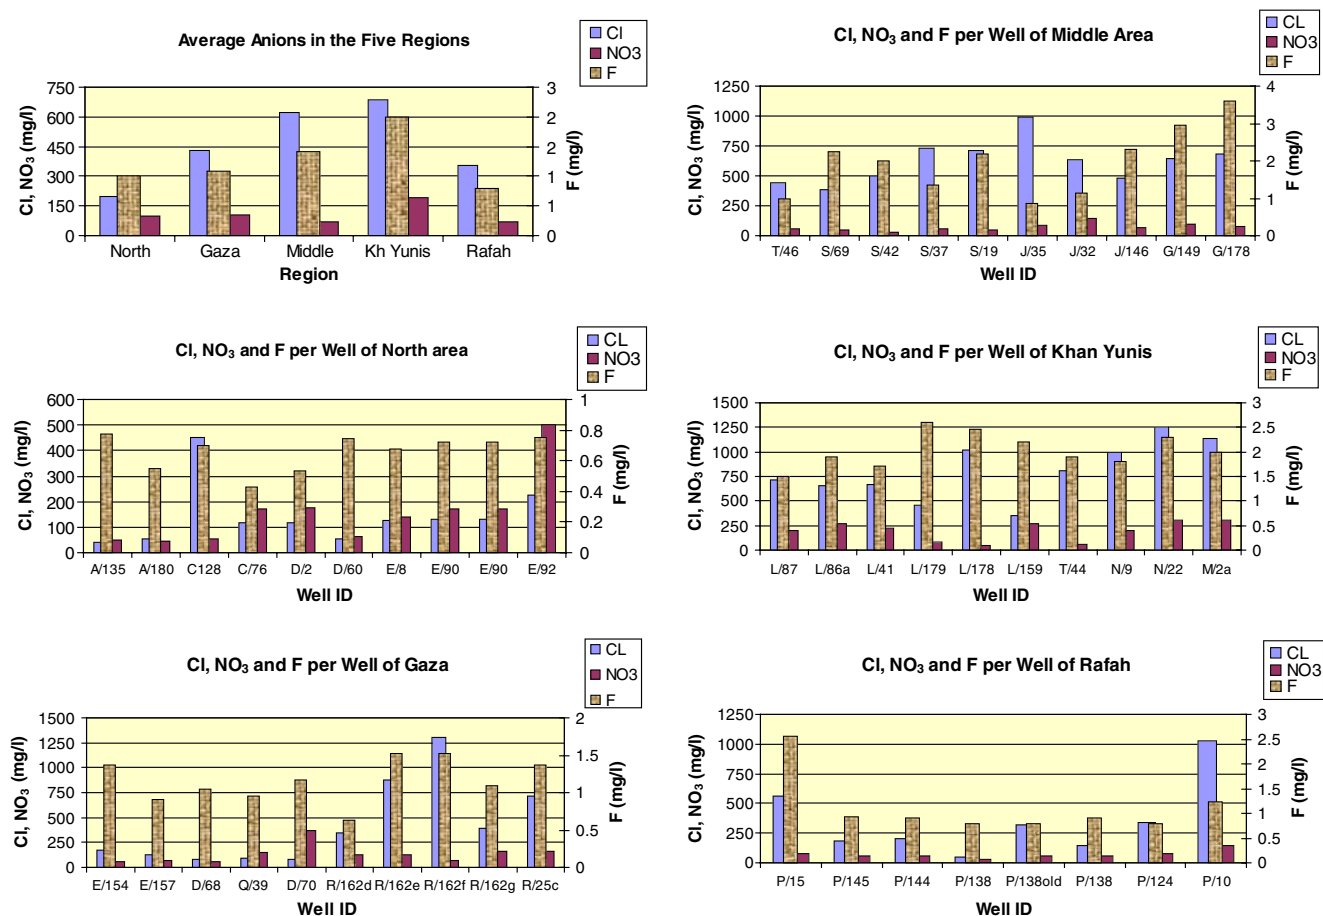 Average Anions in the Five Regions
Cl
NO3
F
Cl, NO3 (mg/l)
750
600
450
300
150
0
3
2
2
1
1
0
F (mg/l)
North Gaza Middle Kh Yunis Rafah
Region
Cl, NO3 and F per Well of Middle Area
CL
NO3
F
Cl, NO3 (mg/l)
1250
1000
750
500
250
0
4
3
2
1
0
F (mg/l)
T/46 S/69 S/42 S/37 S/19 J/35 J/32 J/146 G/149 G/178
Well ID
Cl, NO3 and F per Well of North area
CL
NO3
F
Cl, NO3 (mg/l)
600
500
400
300
200
100
0
1
0.8
0.6
0.4
0.2
0
F (mg/l)
A/135 A/180 C128 C/76 D/2 D/60 E/8 E/90 E/90 E/92
Well ID
Cl, NO3 and F per Well of Khan Yunis
CL
NO3
F
Cl, NO3 (mg/l)
1500
1250
1000
750
500
250
0
3
2.5
2
1.5
1
0.5
0
F (mg/l)
L/87 L/86a L/41 L/179 L/178 L/159 T/44 N/9 N/22 M/2a
Well ID
Cl, NO3 and F per Well of Gaza
CL
NO3
F
Cl, NO3 (mg/l)
1500
1250
1000
750
500
250
0
2
1.5
1
0.5
0
F (mg/l)
E/154 E/157 D/68 Q/39 D/70 R/162d R/162e R/162f R/162g R/25c
Well ID
Cl, NO3 and F per Well of Rafah
CL
NO3
F
Cl, NO3 (mg/l)
1250
1000
750
500
250
0
3
2.5
2
1.5
1
0.5
0
F (mg/l)
P/15 P/145 P/144 P/138 P/138old P/138 P/124 P/10
Well ID